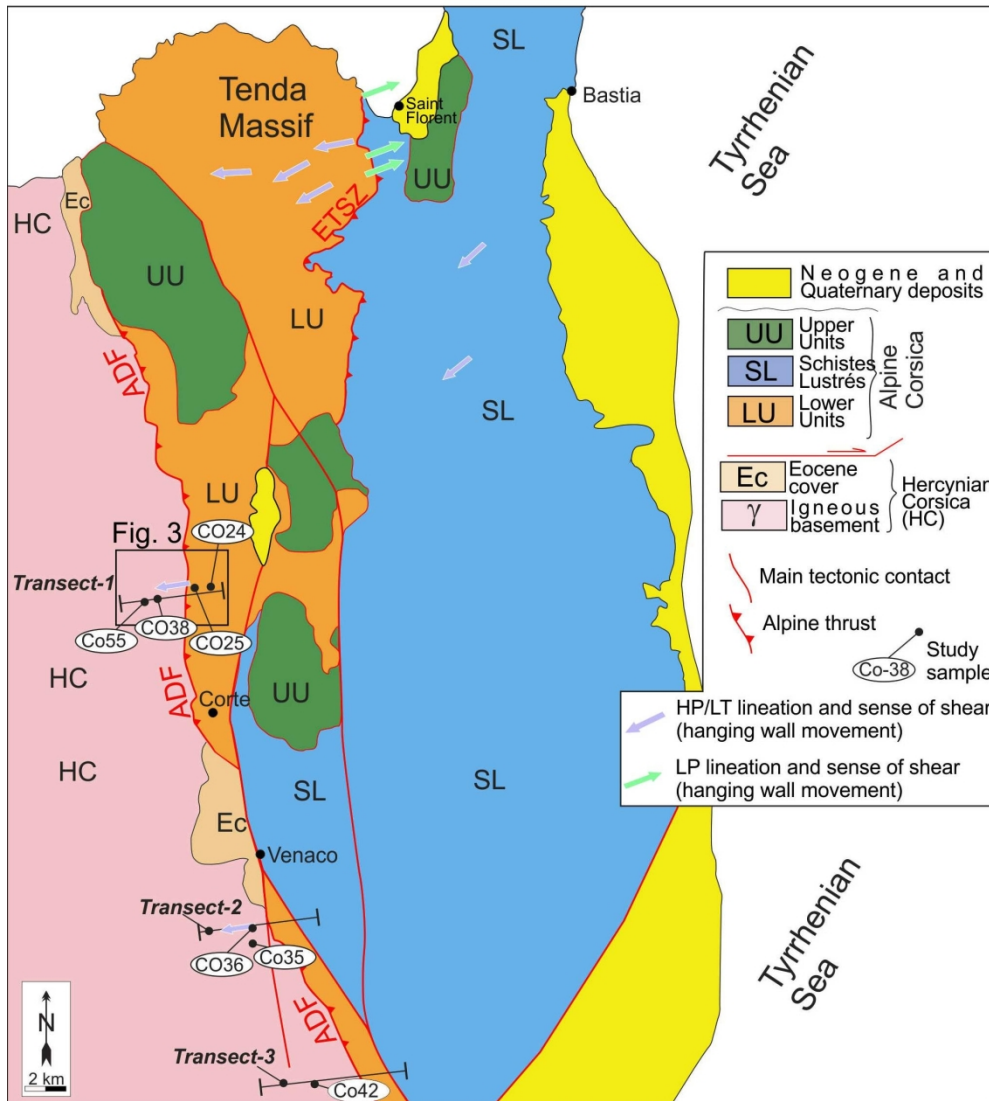 SL
Tenda
Massif
Saint
Florent
Bastia
Tyrrhenian
Sea
UU
Ec
HC
ETSZ
UU
LU
ADF
SL
LU
Fig. 3
CO24
Transect-1
Co55
CO38
CO25
HC
ADF
Corte
UU
HC
SL
SL
Ec
Venaco
Transect-2
CO36
Co35
ADF
Transect-3
Co42
N
2 km
Tyrrhenian
Sea
Neogene and
Quaternary deposits
UU
Upper
Units
SL
Schistes
Lustrés
LU
Lower
Units
Alpine
Corsica
Ec
Eocene
cover
γ
Igneous
basement
Hercynian
Corsica
(HC)
Main tectonic contact
Alpine thrust
Co-38
Study
sample
HP/LT lineation and sense of shear
(hanging wall movement)
LP lineation and sense of shear
(hanging wall movement)